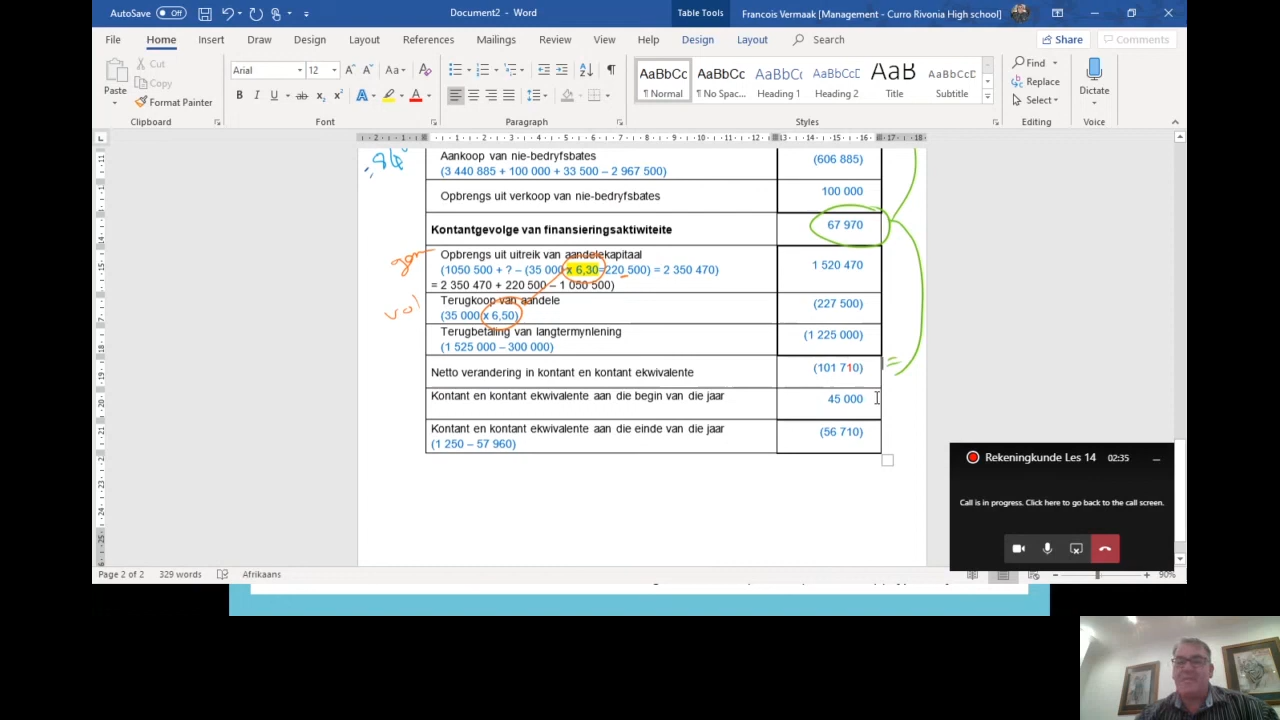 AutoSave Off
Document2 - Word
Table Tools
Francois Vermaak [Management - Curro Rivonia High school]
File Home Insert Draw Design Layout References Mailings Review View Help Design Layout Search
Share Comments
Paste
Cut
Copy
Format Painter
Clipboard
Arial 12
Font
Paragraph
AaBbCc AaBbCc AaBbCc AaBbCcD AaB AaBbCcD
¶ Normal ¶ No Spac... Heading 1 Heading 2 Title Subtitle
Styles
Find
Replace
Select
Editing
Dictate
Voice
Aankoop van nie-bedryfsbates
(3 440 885 + 100 000 + 33 500 – 2 967 500)
(606 885)
Opbrengs uit verkoop van nie-bedryfsbates
100 000
Kontantgevolge van finansieringsaktiwiteite
67 970
gem
Opbrengs uit uitreik van aandelekapitaal
(1050 500 + ? – (35 000 x 6,30=220 500) = 2 350 470)
= 2 350 470 + 220 500 – 1 050 500)
1 520 470
vol
Terugkoop van aandele
(35 000 x 6,50)
(227 500)
Terugbetaling van langtermynlening
(1 525 000 – 300 000)
(1 225 000)
Netto verandering in kontant en kontant ekwivalente
(101 710)
=
Kontant en kontant ekwivalente aan die begin van die jaar
45 000
Kontant en kontant ekwivalente aan die einde van die jaar
(1 250 – 57 960)
(56 710)
Rekeningkunde Les 14 02:35
Call is in progress. Click here to go back to the call screen.
Page 2 of 2 329 words Afrikaans
90%